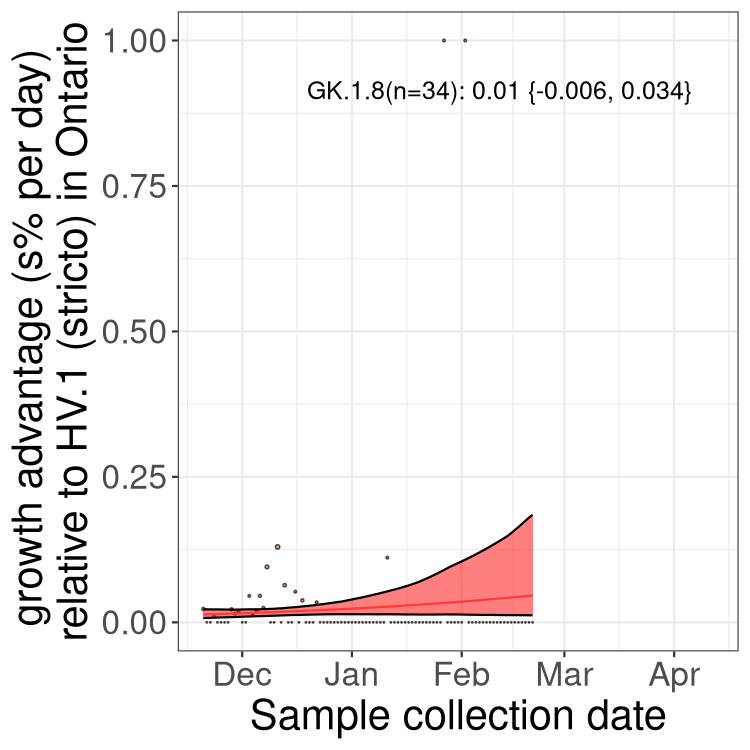 growth advantage (s% per day)
relative to HV.1 (stricto) in Ontario
1.00
0.75
0.50
0.25
0.00
GK.1.8(n=34): 0.01 {-0.006, 0.034}
Dec Jan Feb Mar Apr
Sample collection date